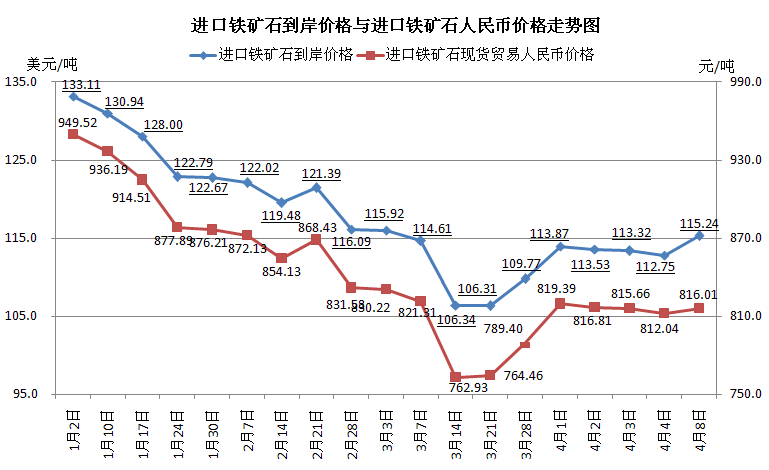 进口铁矿石到岸价格与进口铁矿石人民币价格走势图
进口铁矿石到岸价格 进口铁矿石现货贸易人民币价格
美元/吨 元/吨
135.0 990.0
133.11 130.94 128.00
949.52 936.19 914.51
125.0 930.0
122.79 122.67 122.02 119.48 121.39
115.0 870.0
877.89 876.21 872.13 854.13 868.43
116.09 115.92 114.61 113.87 113.53 113.32 112.75 115.24
105.0 810.0
831.58 830.22 821.31 106.34 106.31 109.77
762.93 764.46 789.40 819.39 816.81 815.66 812.04 816.01
95.0 750.0
1月2日 1月10日 1月17日 1月24日 1月30日 2月7日 2月14日 2月21日 2月28日 3月3日 3月7日 3月14日 3月21日 3月28日 4月1日 4月2日 4月3日 4月4日 4月8日